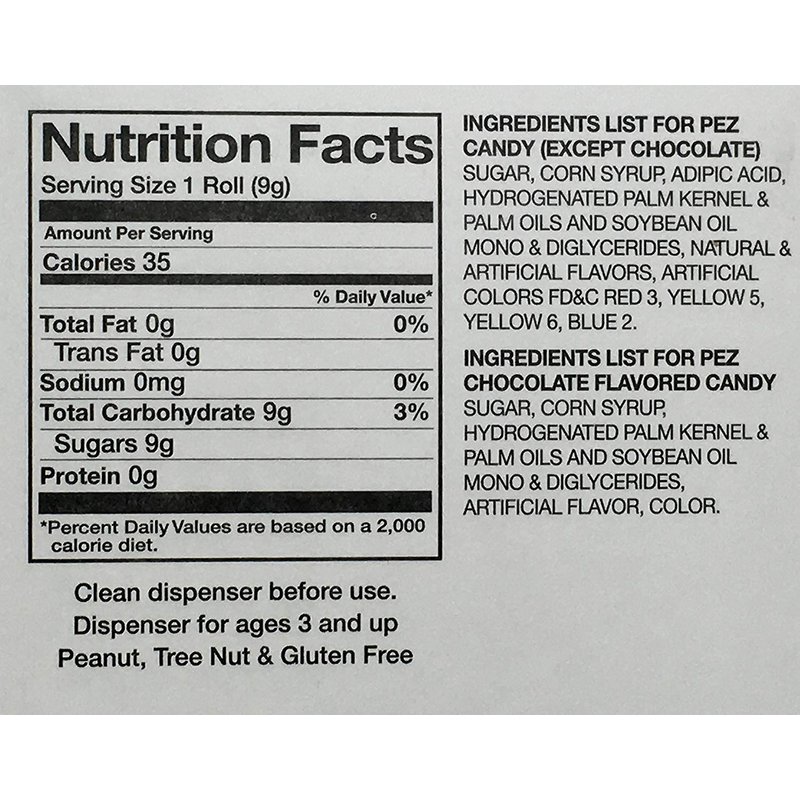 Nutrition Facts
Serving Size 1 Roll (9g)
Amount Per Serving
Calories 35
% Daily Value*
Total Fat 0g 0%
Trans Fat 0g
Sodium 0mg 0%
Total Carbohydrate 9g 3%
Sugars 9g
Protein 0g
*Percent Daily Values are based on a 2,000
calorie diet.
Clean dispenser before use.
Dispenser for ages 3 and up
Peanut, Tree Nut & Gluten Free
INGREDIENTS LIST FOR PEZ
CANDY (EXCEPT CHOCOLATE)
SUGAR, CORN SYRUP, ADIPIC ACID,
HYDROGENATED PALM KERNEL &
PALM OILS AND SOYBEAN OIL
MONO & DIGLYCERIDES, NATURAL &
ARTIFICIAL FLAVORS, ARTIFICIAL
COLORS FD&C RED 3, YELLOW 5,
YELLOW 6, BLUE 2.
INGREDIENTS LIST FOR PEZ
CHOCOLATE FLAVORED CANDY
SUGAR, CORN SYRUP,
HYDROGENATED PALM KERNEL &
PALM OILS AND SOYBEAN OIL
MONO & DIGLYCERIDES,
ARTIFICIAL FLAVOR, COLOR.